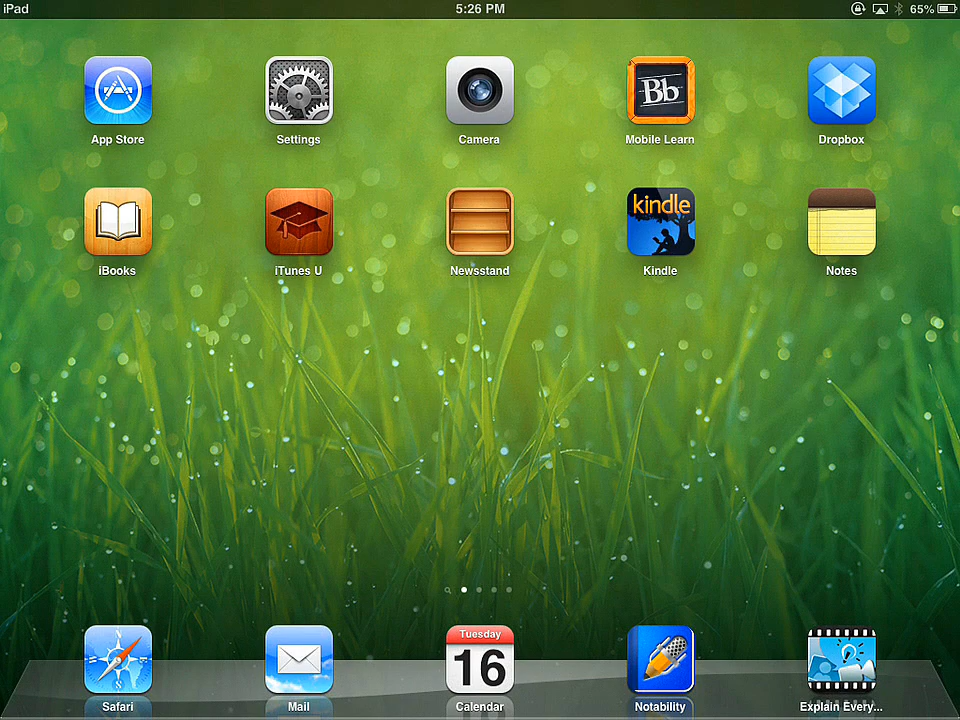 iPad 5:26 PM 65%
App Store Settings Camera Mobile Learn Dropbox
Bb
kindle
iBooks iTunes U Newsstand Kindle Notes
Tuesday
16
N
S
Safari Mail Calendar Notability Explain Every...